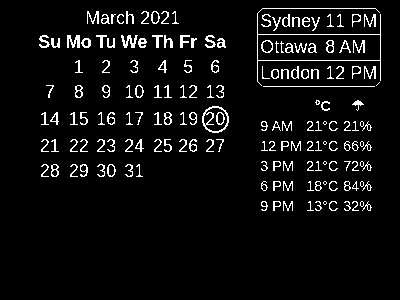 March 2021
Su Mo Tu We Th Fr Sa
1 2 3 4 5 6
7 8 9 10 11 12 13
14 15 16 17 18 19 20
21 22 23 24 25 26 27
28 29 30 31
Sydney 11 PM
Ottawa 8 AM
London 12 PM
°C ☂
9 AM 21°C 21%
12 PM 21°C 66%
3 PM 21°C 72%
6 PM 18°C 84%
9 PM 13°C 32%